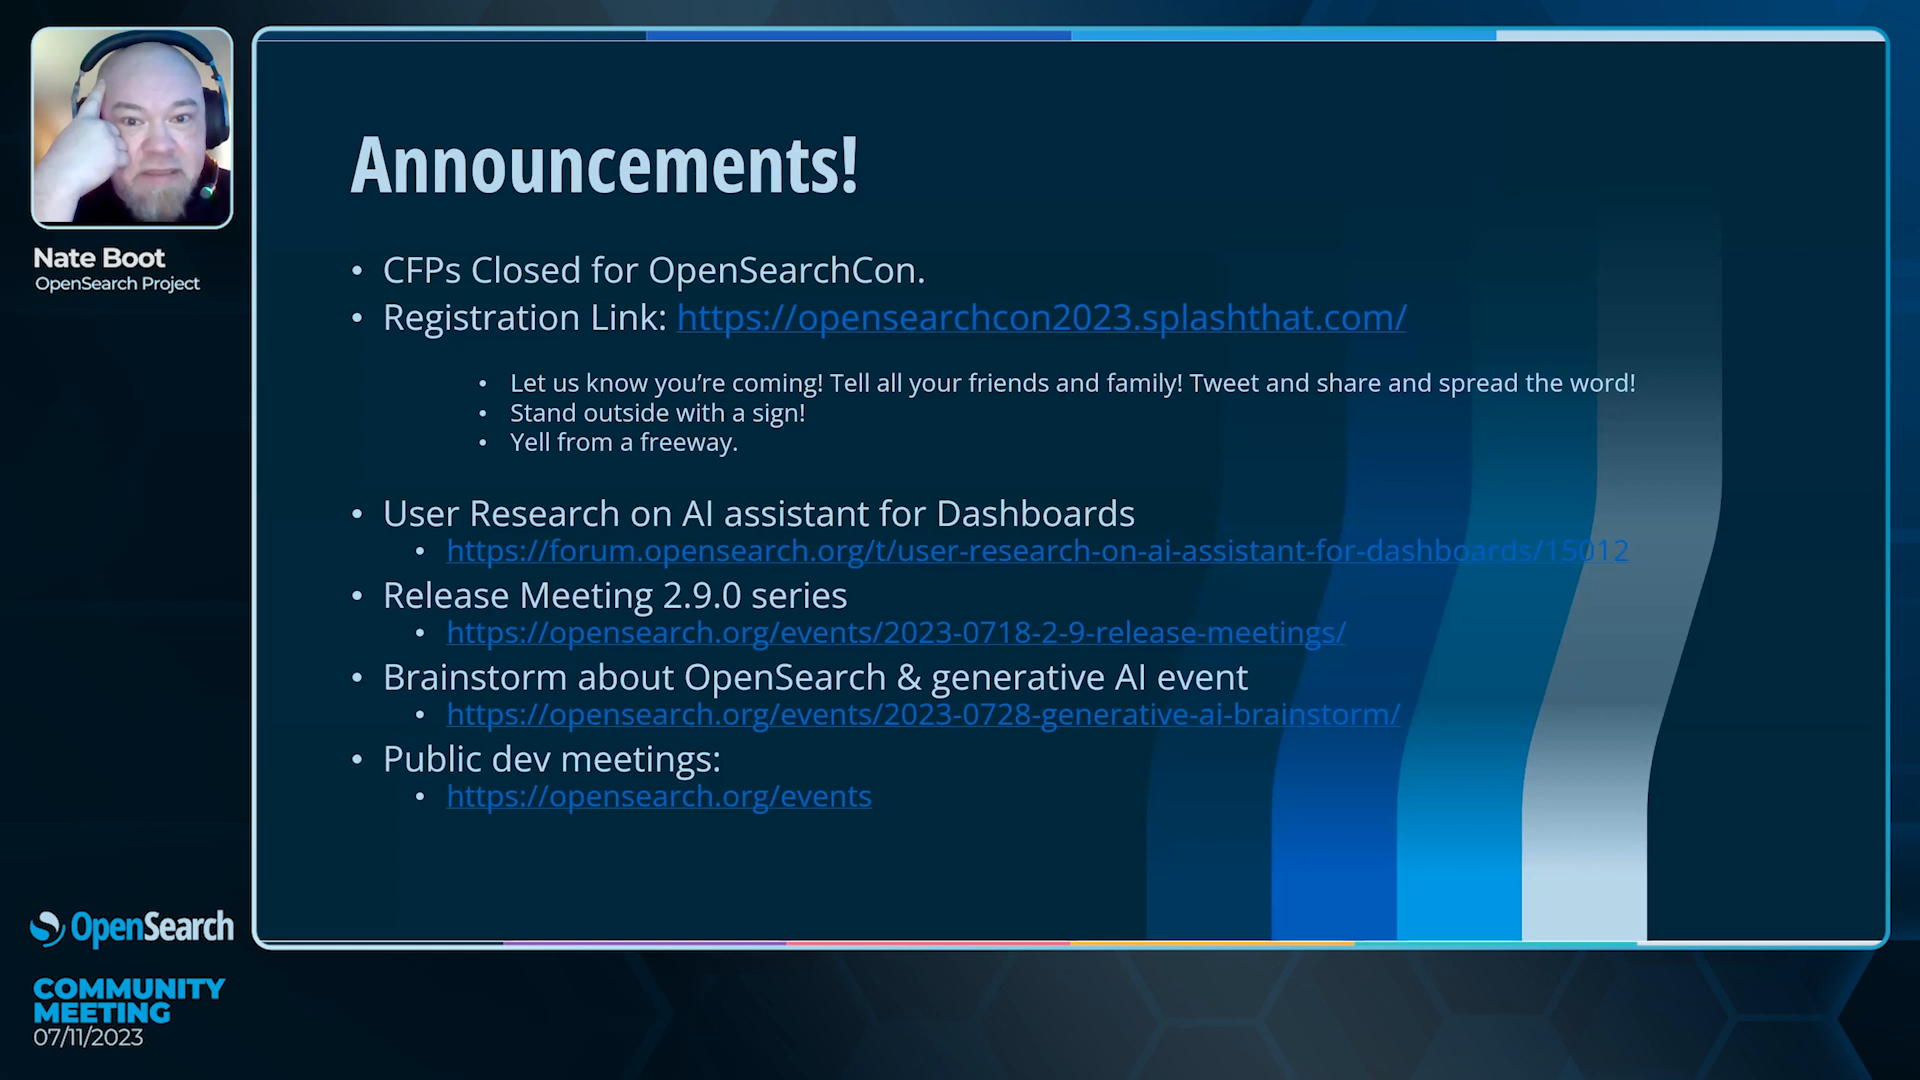 Nate Boot
OpenSearch Project
Announcements!
• CFPs Closed for OpenSearchCon.
• Registration Link: https://opensearchcon2023.splashthat.com/
• Let us know you’re coming! Tell all your friends and family! Tweet and share and spread the word!
• Stand outside with a sign!
• Yell from a freeway.
• User Research on AI assistant for Dashboards
• https://forum.opensearch.org/t/user-research-on-ai-assistant-for-dashboards/15012
• Release Meeting 2.9.0 series
• https://opensearch.org/events/2023-0718-2-9-release-meetings/
• Brainstorm about OpenSearch & generative AI event
• https://opensearch.org/events/2023-0728-generative-ai-brainstorm/
• Public dev meetings:
• https://opensearch.org/events
OpenSearch
COMMUNITY
MEETING
07/11/2023